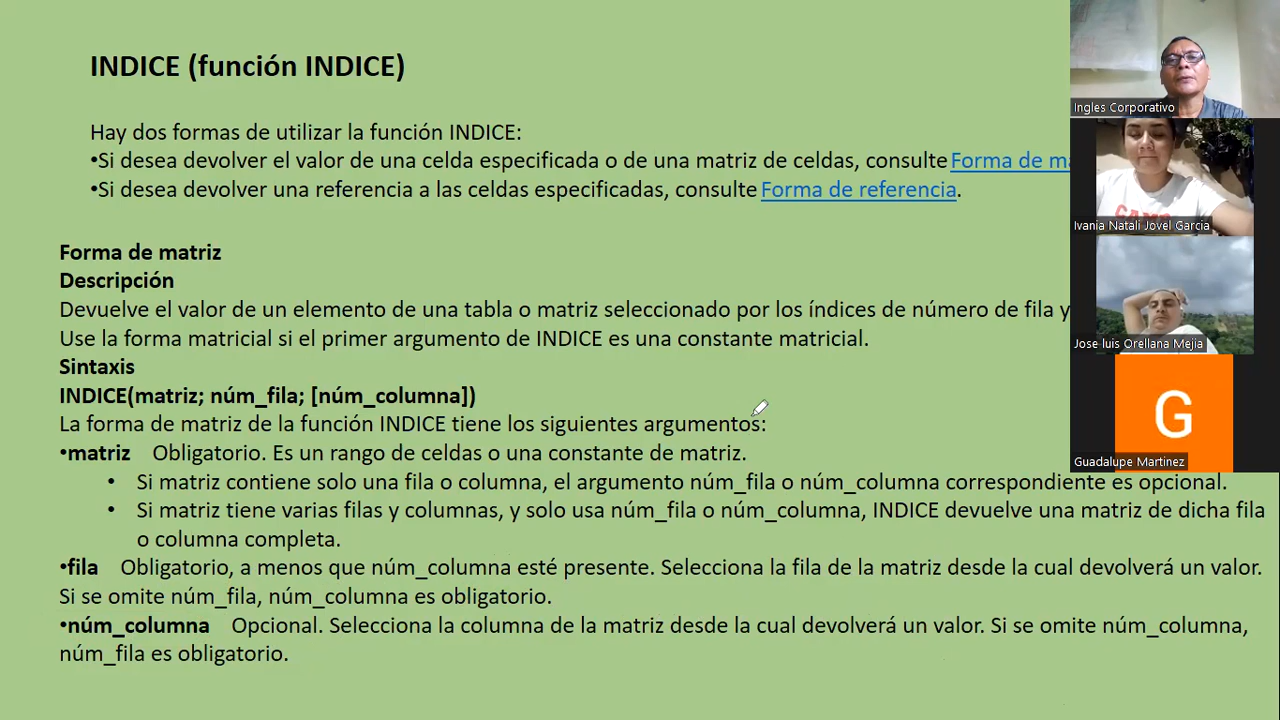 INDICE (función INDICE)
Hay dos formas de utilizar la función INDICE:
•Si desea devolver el valor de una celda especificada o de una matriz de celdas, consulte Forma de
•Si desea devolver una referencia a las celdas especificadas, consulte Forma de referencia.
Forma de matriz
Descripción
Devuelve el valor de un elemento de una tabla o matriz seleccionado por los índices de número de fila y
Use la forma matricial si el primer argumento de INDICE es una constante matricial.
Sintaxis
INDICE(matriz; núm_fila; [núm_columna])
La forma de matriz de la función INDICE tiene los siguientes argumentos:
•matriz Obligatorio. Es un rango de celdas o una constante de matriz.
• Si matriz contiene solo una fila o columna, el argumento núm_fila o núm_columna correspondiente es opcional.
• Si matriz tiene varias filas y columnas, y solo usa núm_fila o núm_columna, INDICE devuelve una matriz de dicha fila
o columna completa.
•fila Obligatorio, a menos que núm_columna esté presente. Selecciona la fila de la matriz desde la cual devolverá un valor.
Si se omite núm_fila, núm_columna es obligatorio.
•núm_columna Opcional. Selecciona la columna de la matriz desde la cual devolverá un valor. Si se omite núm_columna,
núm_fila es obligatorio.
Ingles Corporativo
Ivania Natali Jovel Garcia
Jose luis Orellana Mejia
G
Guadalupe Martinez